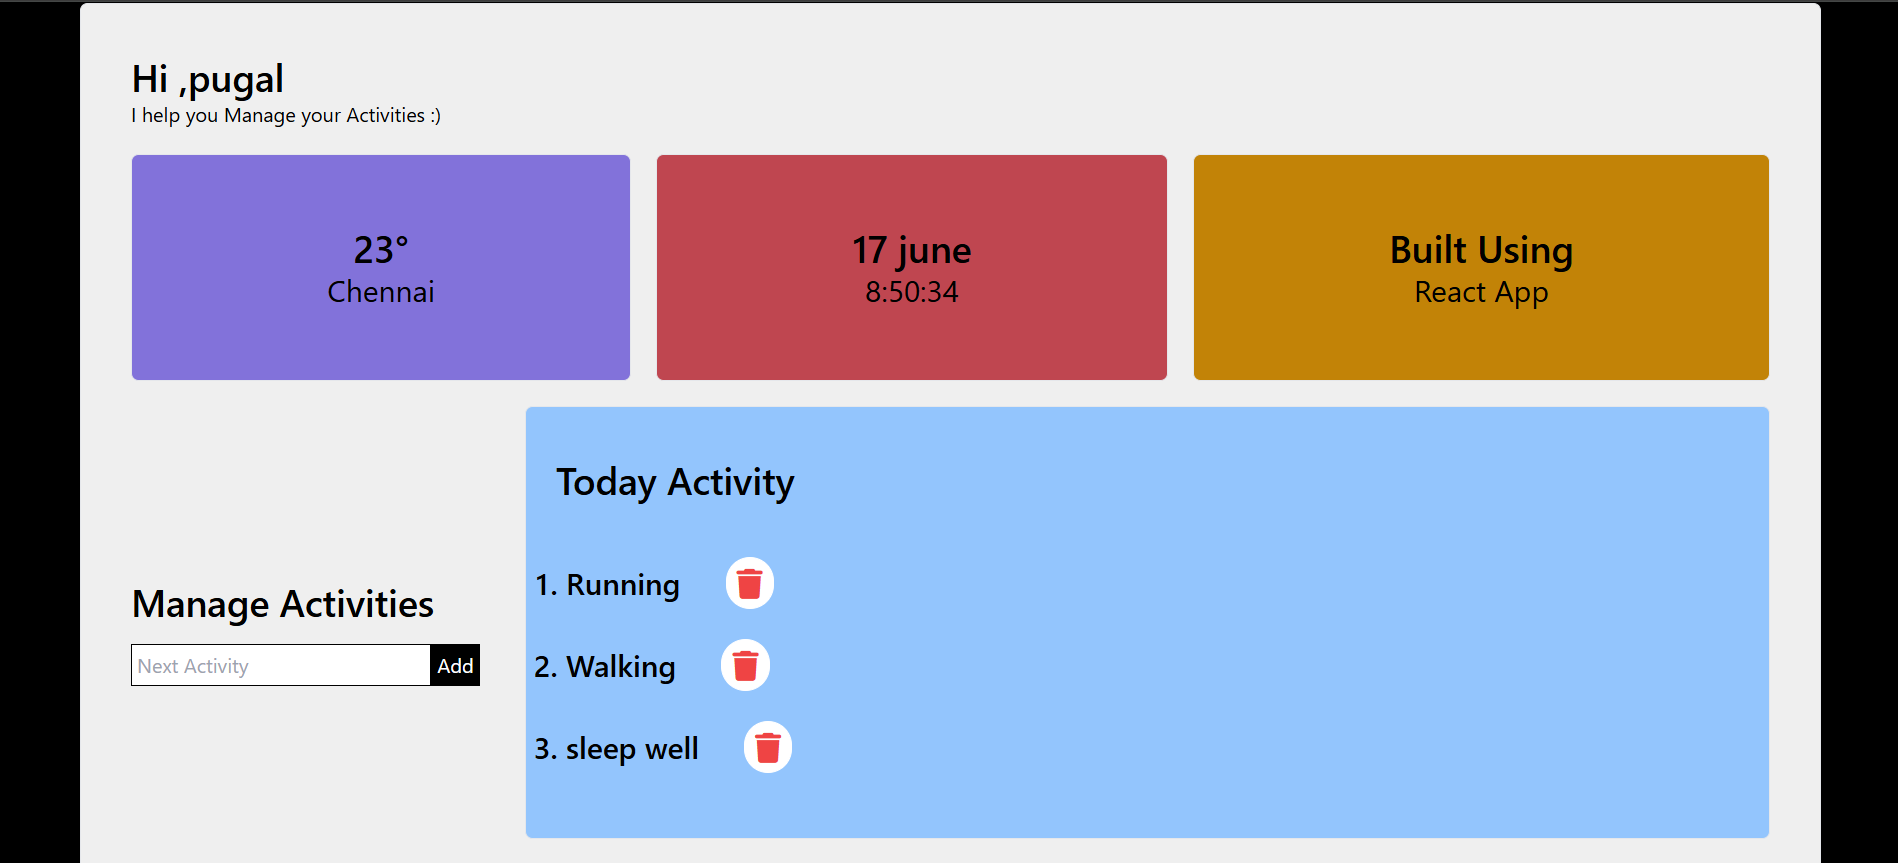 Hi ,pugal
I help you Manage your Activities :)
23°
Chennai
17 june
8:50:34
Built Using
React App
Manage Activities
Next Activity
Add
Today Activity
1. Running
2. Walking
3. sleep well